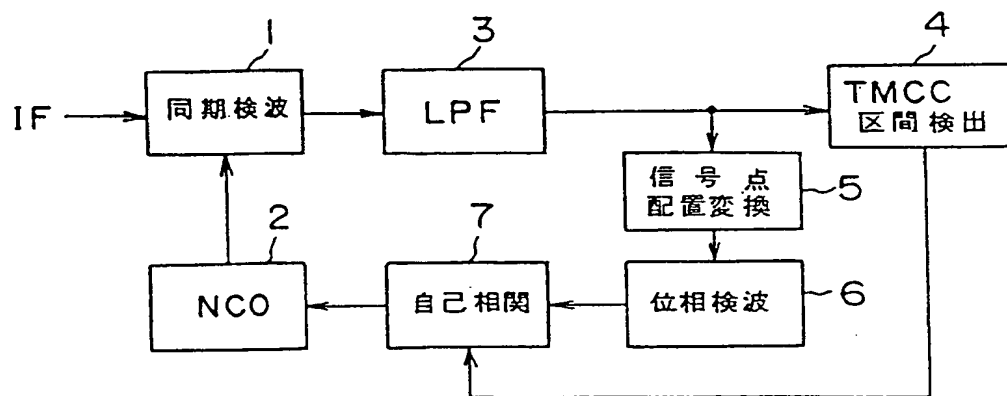 1
3
4
IF
同期検波
LPF
TMCC
区間検出
信号点
配置変換
5
2
7
NCO
自己相関
位相検波
6